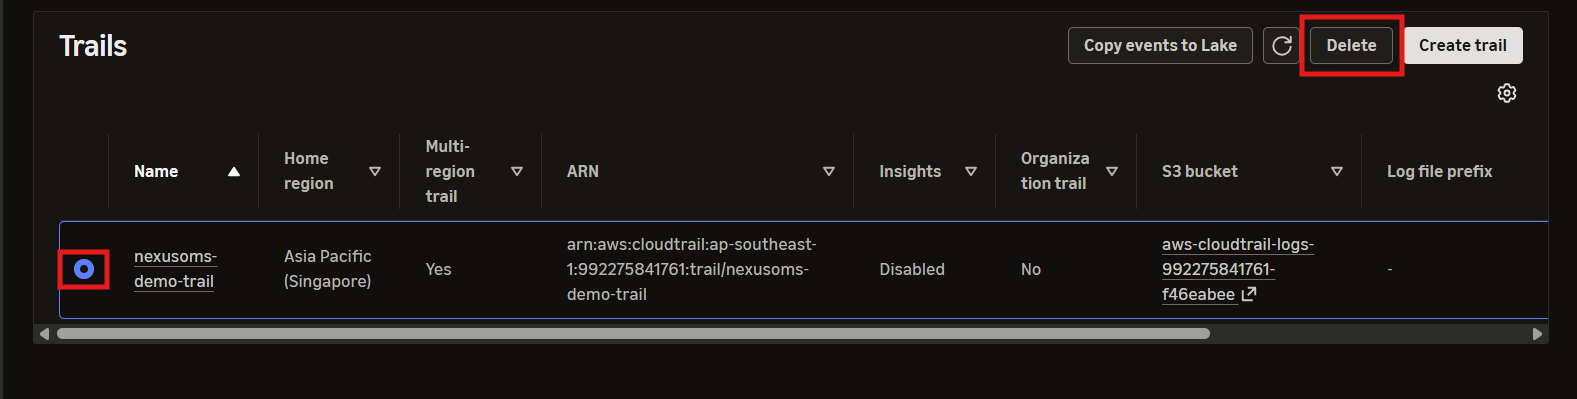 Trails
Copy events to Lake
Delete
Create trail
Name
Home
region
Multi-
region
trail
ARN
Insights
Organiza
tion trail
S3 bucket
Log file prefix
nexusoms-
demo-trail
Asia Pacific
(Singapore)
Yes
arn:aws:cloudtrail:ap-southeast-
1:992275841761:trail/nexusoms-
demo-trail
Disabled
No
aws-cloudtrail-logs-
992275841761-
f46eabee
-